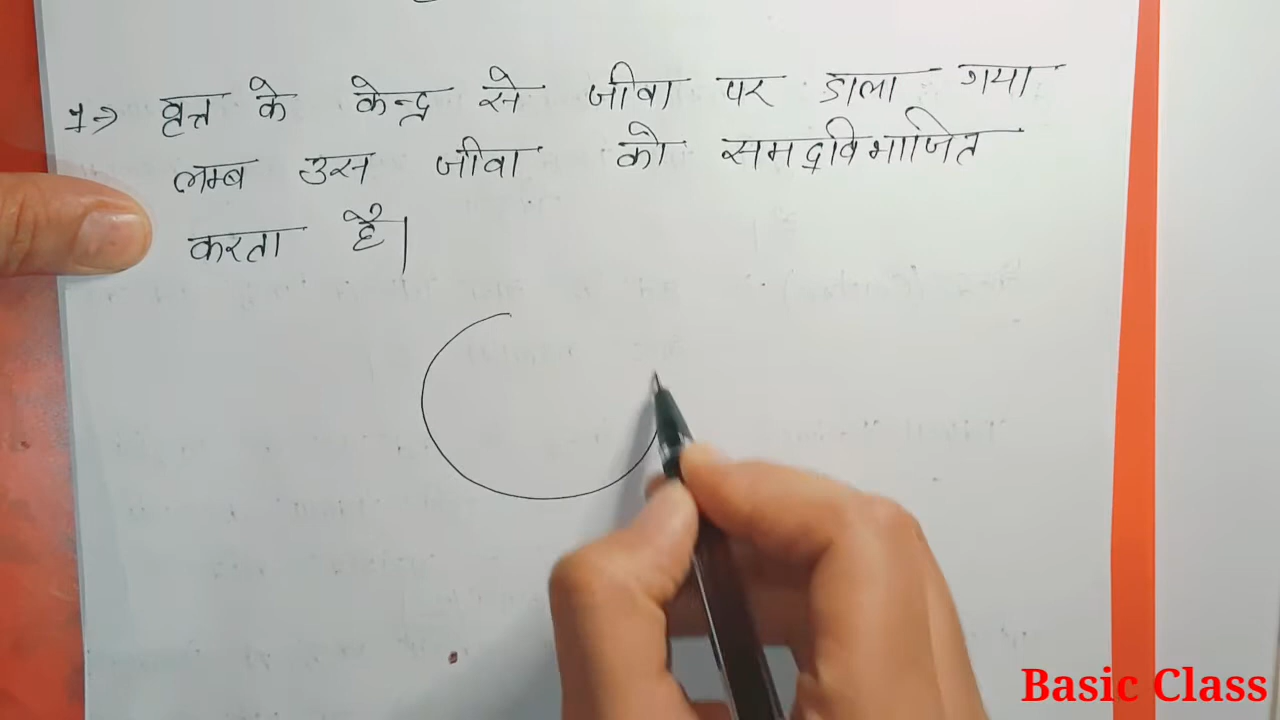 1⇒ वृत्त के केन्द्र से जीवा पर डाला गया
लम्ब उस जीवा को समद्विभाजित
करता है।
Basic Class